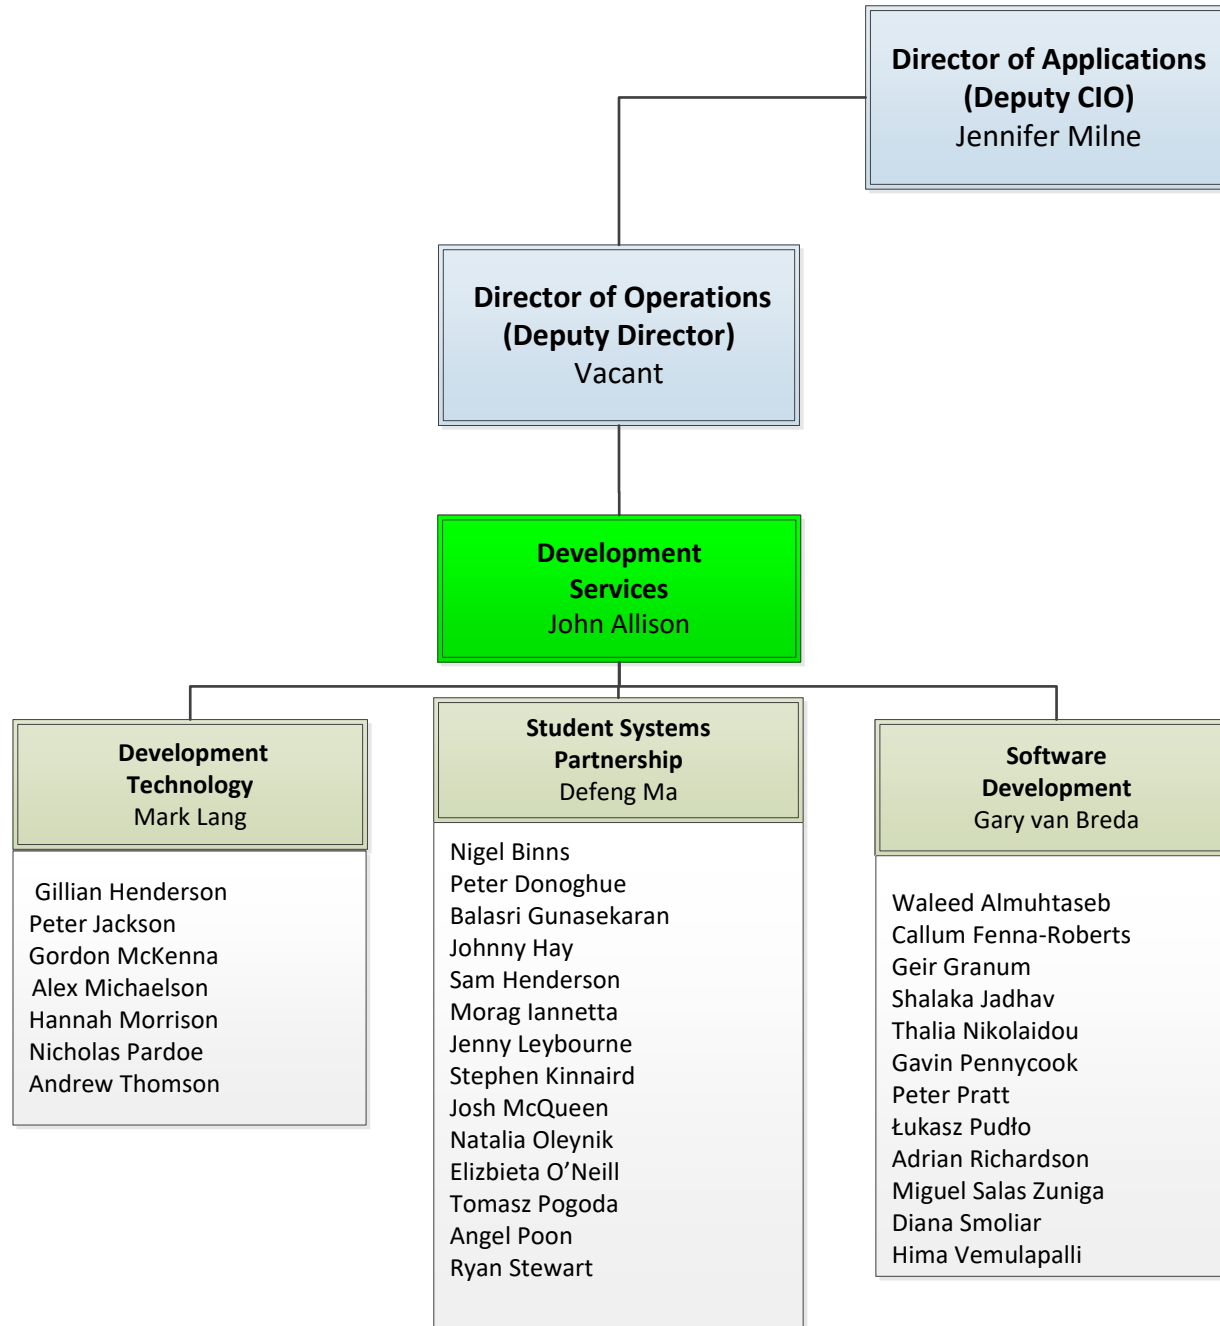 Director of Applications
(Deputy CIO)
Jennifer Milne
Director of Operations
(Deputy Director)
Vacant
Development
Services
John Allison
Development
Technology
Mark Lang
Gillian Henderson
Peter Jackson
Gordon McKenna
Alex Michaelson
Hannah Morrison
Nicholas Pardoe
Andrew Thomson
Student Systems
Partnership
Defeng Ma
Nigel Binns
Peter Donoghue
Balasri Gunasekaran
Johnny Hay
Sam Henderson
Morag Iannetta
Jenny Leybourne
Stephen Kinnaird
Josh McQueen
Natalia Oleynik
Elizbieta O’Neill
Tomasz Pogoda
Angel Poon
Ryan Stewart
Software
Development
Gary van Breda
Waleed Almuhtaseb
Callum Fenna-Roberts
Geir Granum
Shalaka Jadhav
Thalia Nikolaidou
Gavin Pennycook
Peter Pratt
Łukasz Pudło
Adrian Richardson
Miguel Salas Zuniga
Diana Smoliar
Hima Vemulapalli